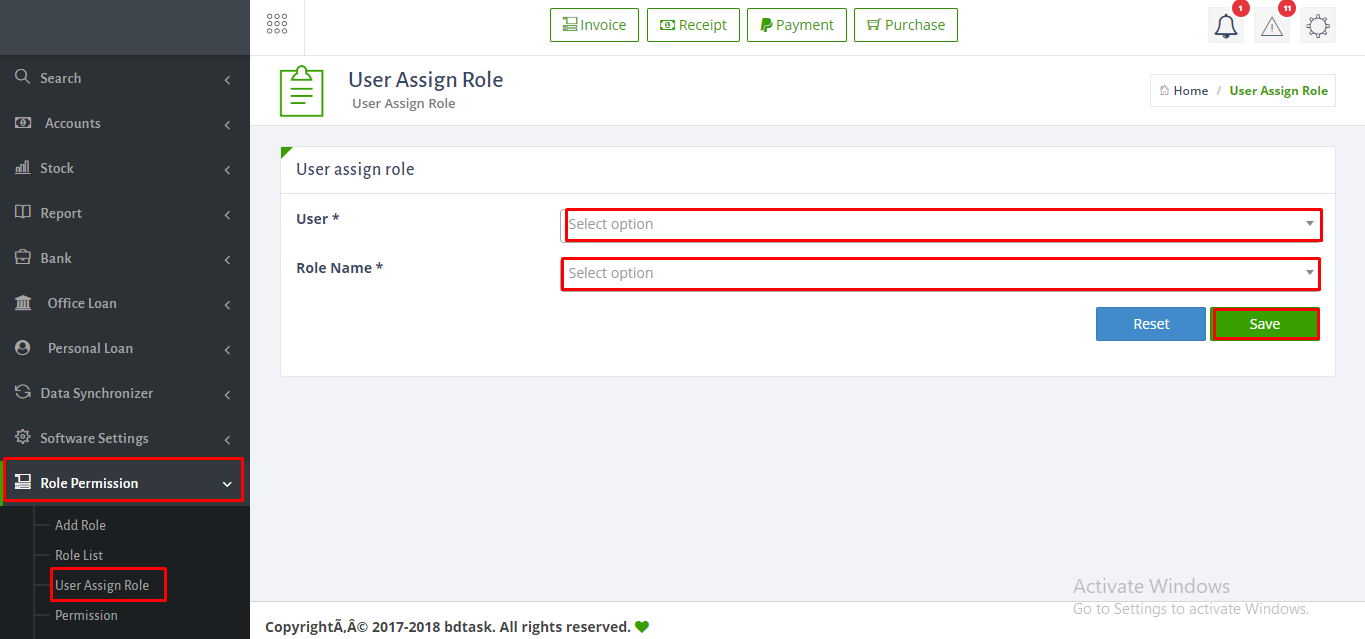 Invoice
Receipt
Payment
Purchase
1
11
Search
Accounts
Stock
Report
Bank
Office Loan
Personal Loan
Data Synchronizer
Software Settings
Role Permission
Add Role
Role List
User Assign Role
Permission
User Assign Role
User Assign Role
Home / User Assign Role
User assign role
User *
Select option
Role Name *
Select option
Reset
Save
Activate Windows
Go to Settings to activate Windows.
CopyrightÃ‚Â© 2017-2018 bdtask. All rights reserved.